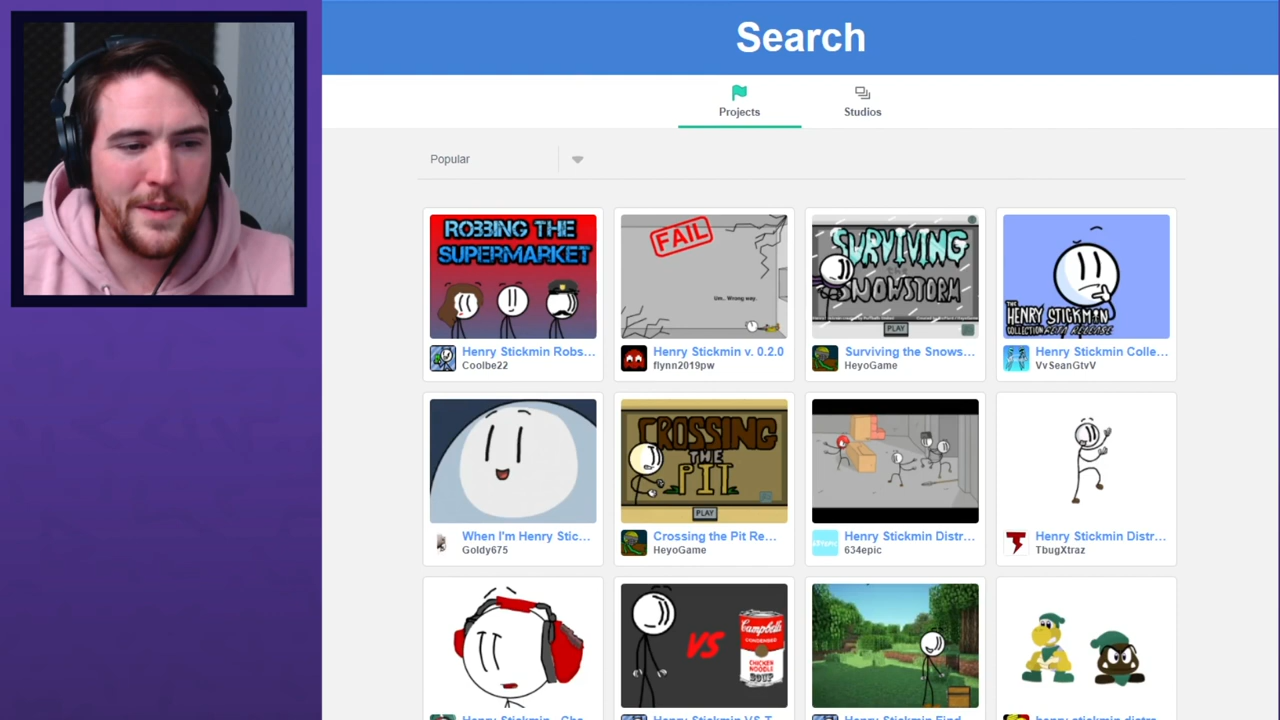 Search
Projects
Studios
Popular
ROBBING THE
SUPERMARKET
Henry Stickmin Robs...
Coolbe22
FAIL
Um.. Wrong way.
Henry Stickmin v. 0.2.0
flynn2019pw
SURVIVING
the
SNOWSTORM
PLAY
Surviving the Snows...
HeyoGame
THE
HENRY STICKMIN
COLLECTION
Henry Stickmin Colle...
VvSeanGtvV
When I'm Henry Stic...
Goldy675
CROSSING
THE
PIT
PLAY
Crossing the Pit Re...
HeyoGame
Henry Stickmin Distr...
634epic
Henry Stickmin Distr...
TbugXtraz
VS
Campbell's
CONDENSED
CHICKEN
NOODLE
SOUP